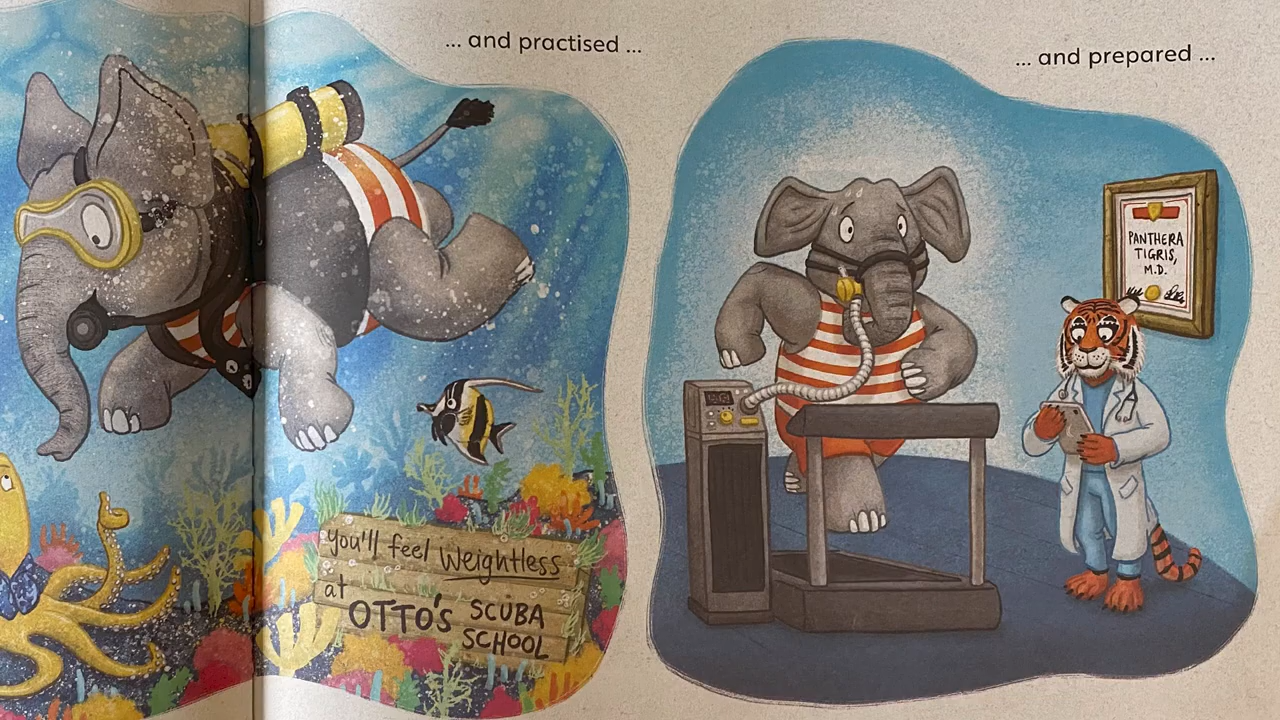 ... and practised ...
you'll feel weightless
at
OTTO'S SCUBA
SCHOOL
... and prepared ...
PANTHERA
TIGRIS,
M.D.